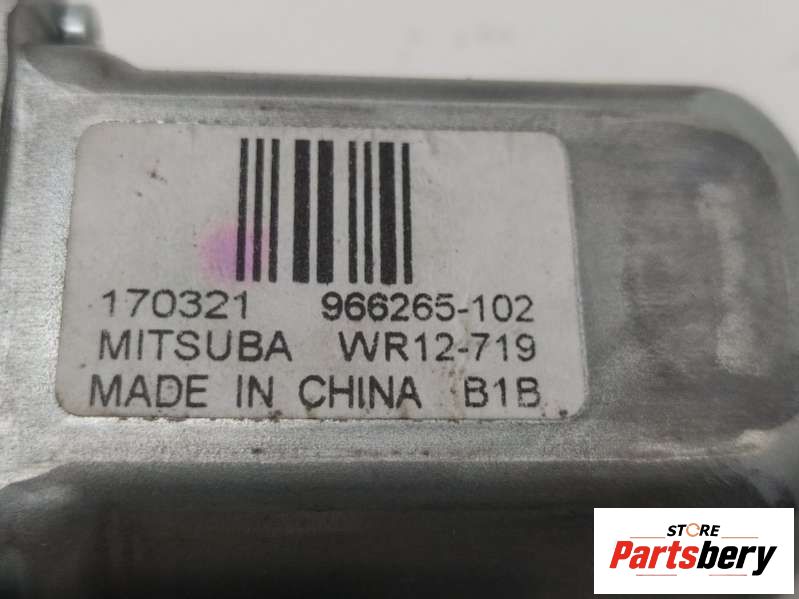 170321 966265-102
MITSUBA WR12-719
MADE IN CHINA B1B
STORE
Partsbery